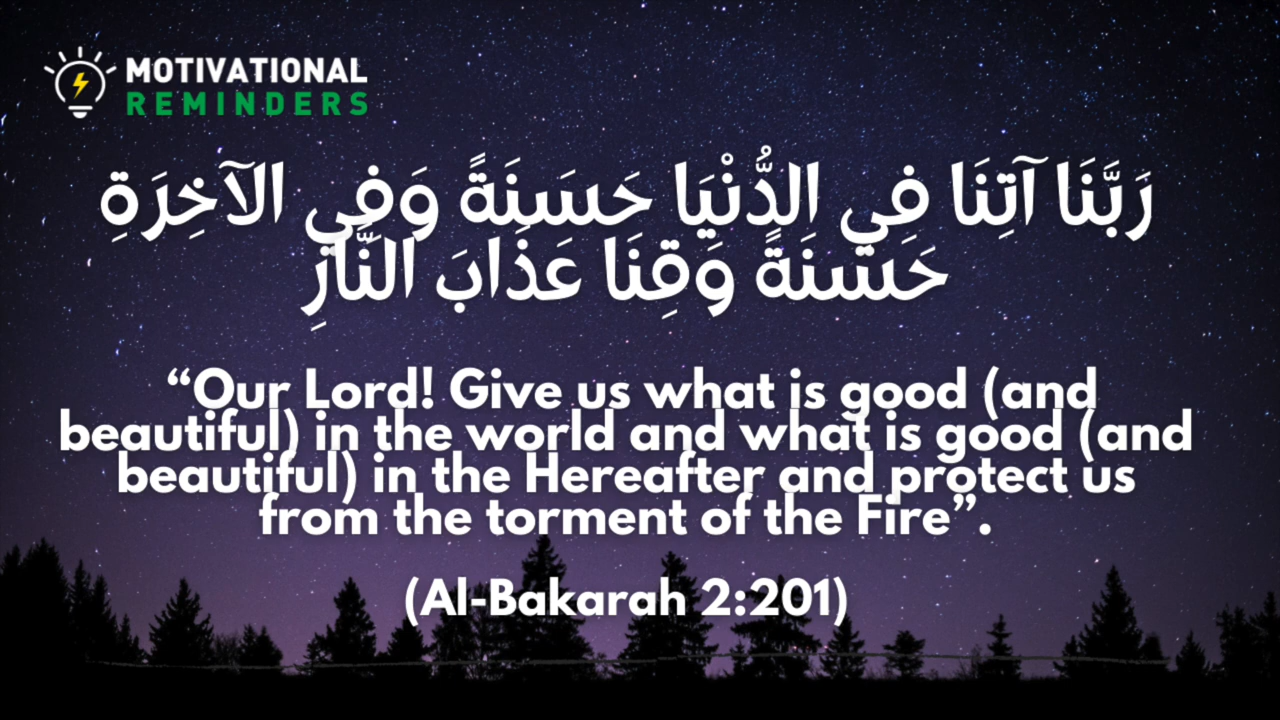 MOTIVATIONAL
REMINDERS
رَبَّنَا آتِنَا فِي الدُّنْيَا حَسَنَةً وَفِي الآخِرَةِ
حَسَنَةً وَقِنَا عَذَابَ النَّارِ
“Our Lord! Give us what is good (and
beautiful) in the world and what is good (and
beautiful) in the Hereafter and protect us
from the torment of the Fire”.
(Al-Bakarah 2:201)